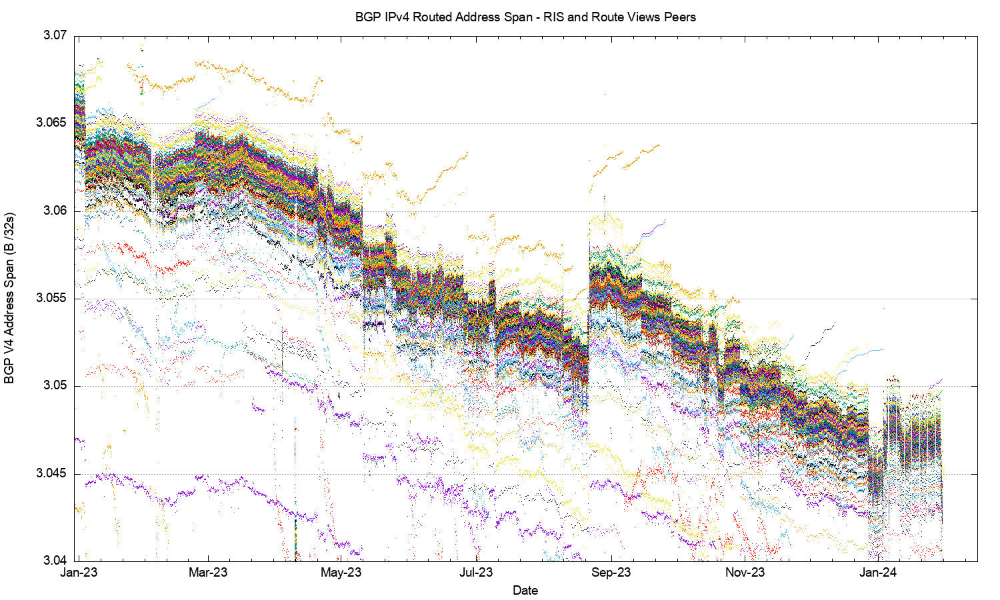 BGP IPv4 Routed Address Span - RIS and Route Views Peers
3.07
3.065
3.06
3.055
3.05
3.045
3.04
BGP V4 Address Span (B /32s)
Jan-23 Mar-23 May-23 Jul-23 Sep-23 Nov-23 Jan-24
Date